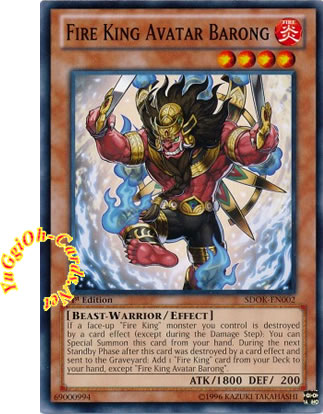 FIRE KING AVATAR BARONG
FIRE
炎
YuGgiOh-Cards.Net
1st Edition
SDOK-EN002
[BEAST-WARRIOR/EFFECT]
If a face-up "Fire King" monster you control is destroyed
by a card effect (except during the Damage Step): You can
Special Summon this card from your hand. During the next
Standby Phase after this card was destroyed by a card effect and
sent to the Graveyard: Add 1 "Fire King" card from your Deck to
your hand, except "Fire King Avatar Barong".
ATK/1800 DEF/ 200
69000994
©1996 KAZUKI TAKAHASHI